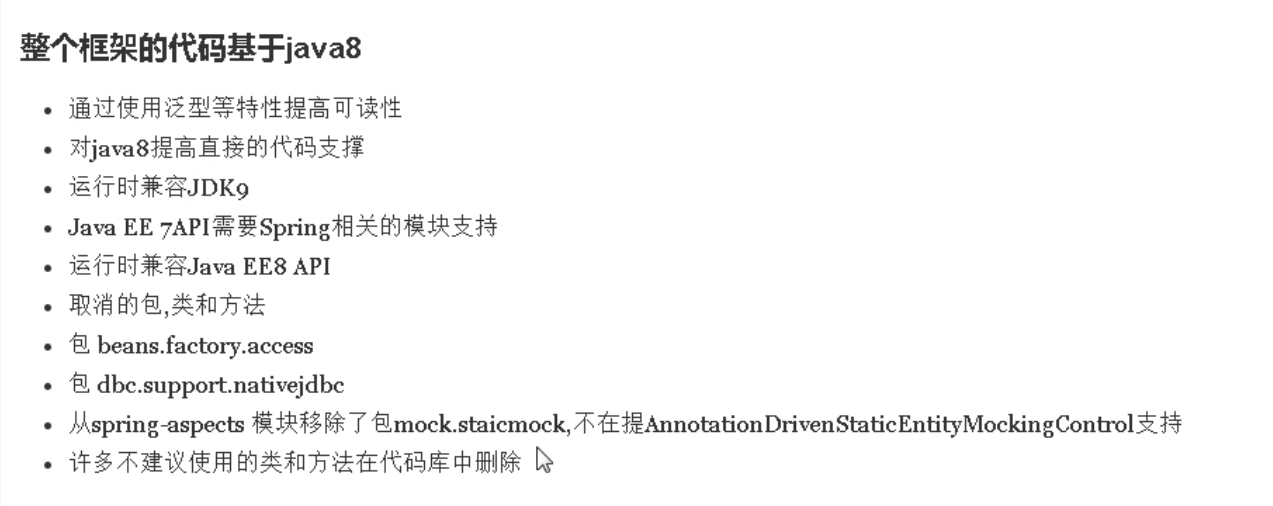 整个框架的代码基于java8
通过使用泛型等特性提高可读性
对java8提高直接的代码支撑
运行时兼容JDK9
Java EE 7API需要Spring相关的模块支持
运行时兼容Java EE8 API
取消的包,类和方法
包 beans.factory.access
包 dbc.support.nativejdbc
从spring-aspects 模块移除了包mock.staicmock,不在提AnnotationDrivenStaticEntityMockingControl支持
许多不建议使用的类和方法在代码库中删除